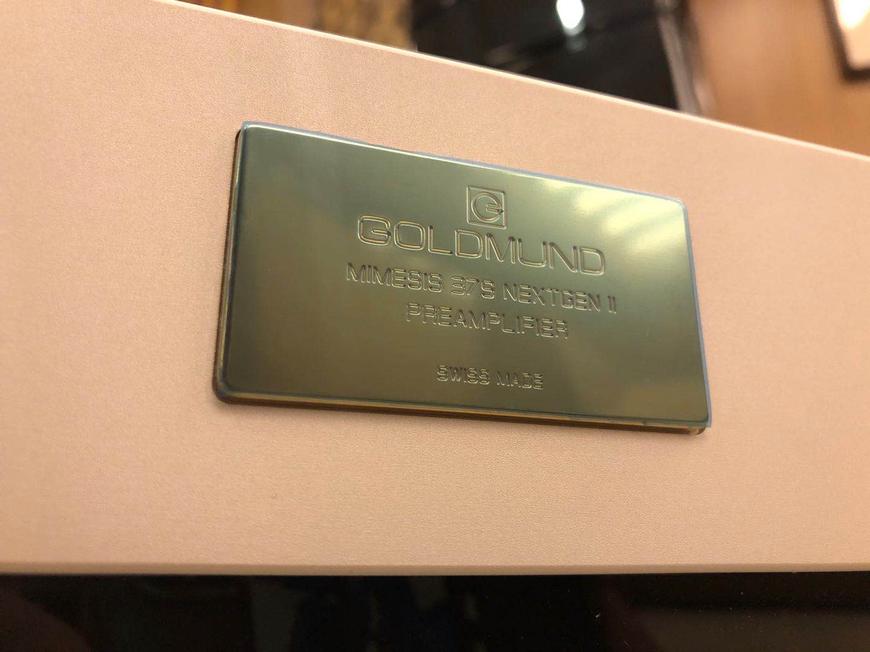 G
GOLDMUND
MIMESIS 37S NEXTGEN II
PREAMPLIFIER
SWISS MADE